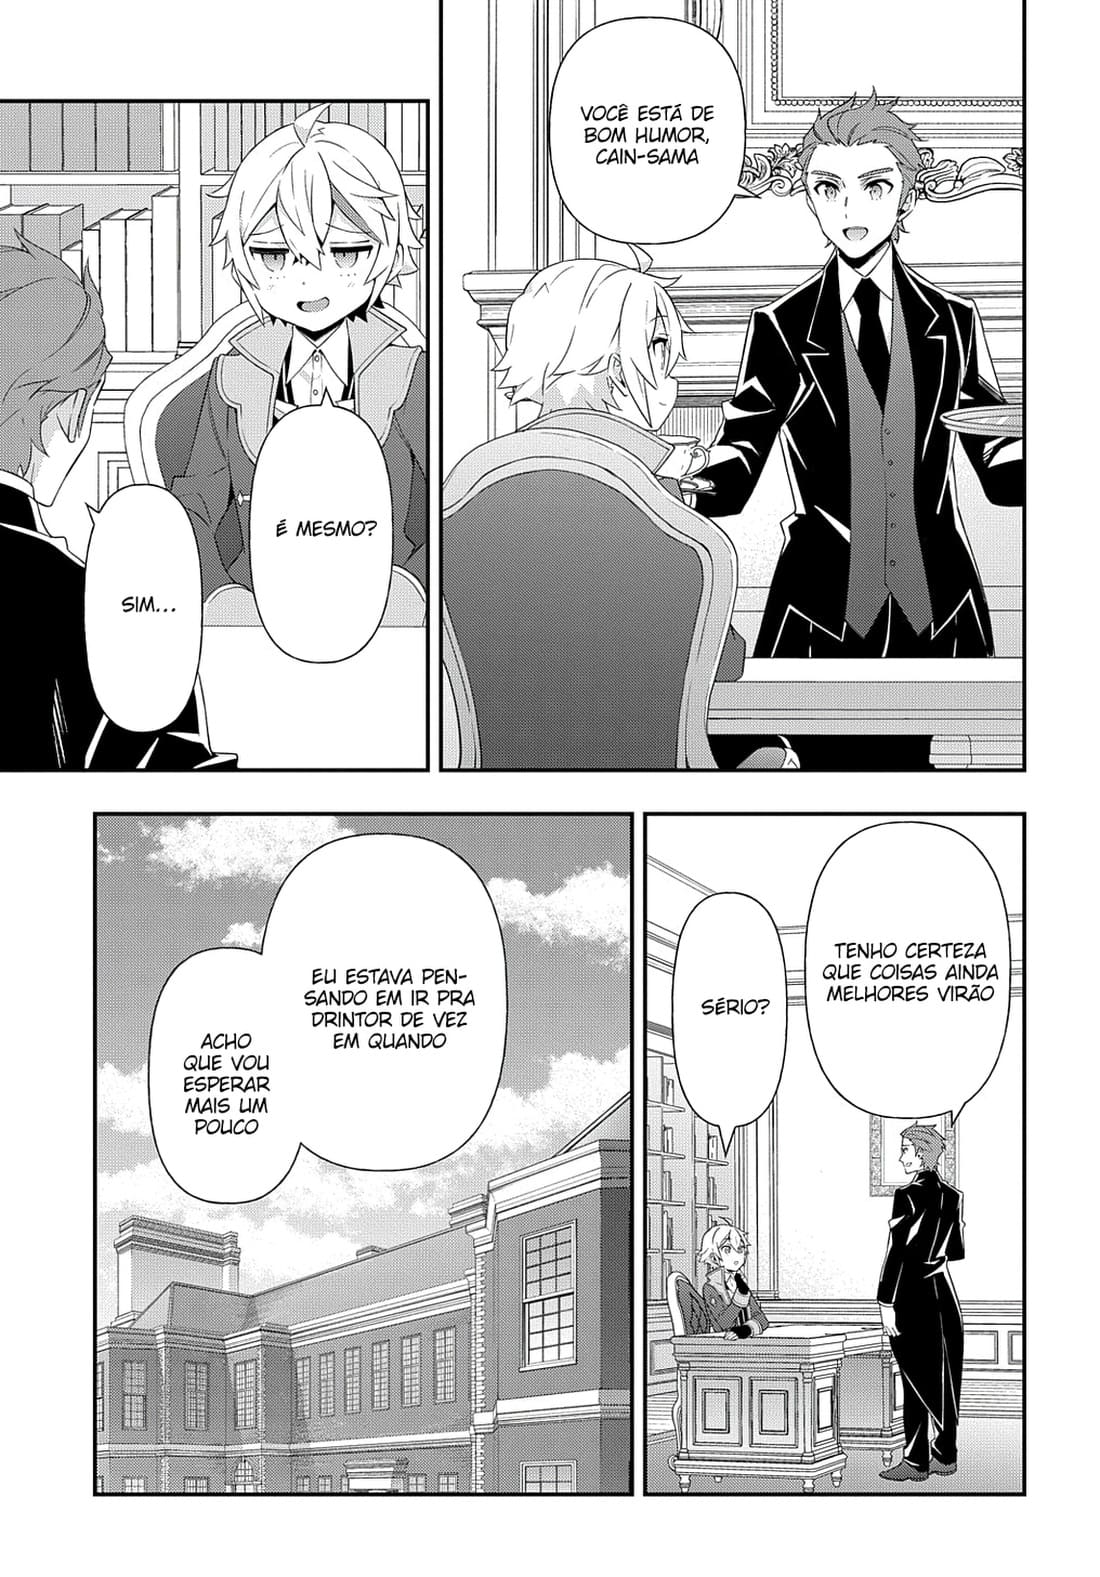 VOCÊ ESTÁ DE
BOM HUMOR,
CAIN-SAMA
É MESMO?
SIM...
TENHO CERTEZA
QUE COISAS AINDA
MELHORES VIRÃO
SÉRIO?
EU ESTAVA PEN-
SANDO EM IR PRA
DRINTOR DE VEZ
EM QUANDO
ACHO
QUE VOU
ESPERAR
MAIS UM
POUCO